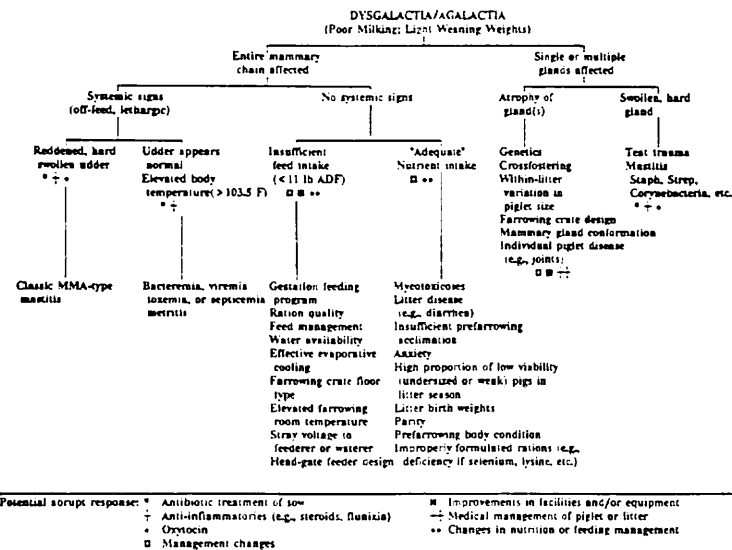 DYSGALACTIA/AGALACTIA
(Poor Milking; Light Weaning Weights)
Entire mammary
chain affected
Single or multiple
glands affected
Systemic signs
(off-feed, lethargic)
No systemic signs
Atrophy of
gland(s)
Swollen, hard
gland
Reddened, hard
swollen udder
* † •
Udder appears
normal
Elevated body
temperature (> 103.5 F)
* †
Insufficient
feed intake
(< 11 lb ADF)
"Adequate"
Nutrient intake
Genetics
Crossfostering
Within-litter
variation in
piglet size
Farrowing crate design
Mammary gland conformation
Individual piglet disease
(e.g., joints)
Teat trauma
Mastitis
Staph, Strep,
Corynebacteria, etc.
* † •
Classic MMA-type
mastitis
Bacteremia, viremia
toxemia, or septicemia
metritis
Gestation feeding
program
Ration quality
Feed management
Water availability
Effective evaporative
cooling
Farrowing crate floor
type
Elevated farrowing
room temperature
Stray voltage to
feederer or waterer
Head-gate feeder design
Mycotoxicoses
Litter disease
(e.g., diarrhea)
Insufficient prefarrowing
acclimation
Anxiety
High proportion of low viability
(undersized or weak) pigs in
litter season
Litter birth weights
Parity
Prefarrowing body condition
Improperly formulated rations (e.g.,
deficiency if selenium, lysine, etc.)
Potential abrupt response: * Antibiotic treatment of sow
† Anti-inflammatories (e.g., steroids, flunixin)
• Oxytocin
□ Management changes
■ Improvements in facilities and/or equipment
Medical management of piglet or litter
•• Changes in nutrition or feeding management